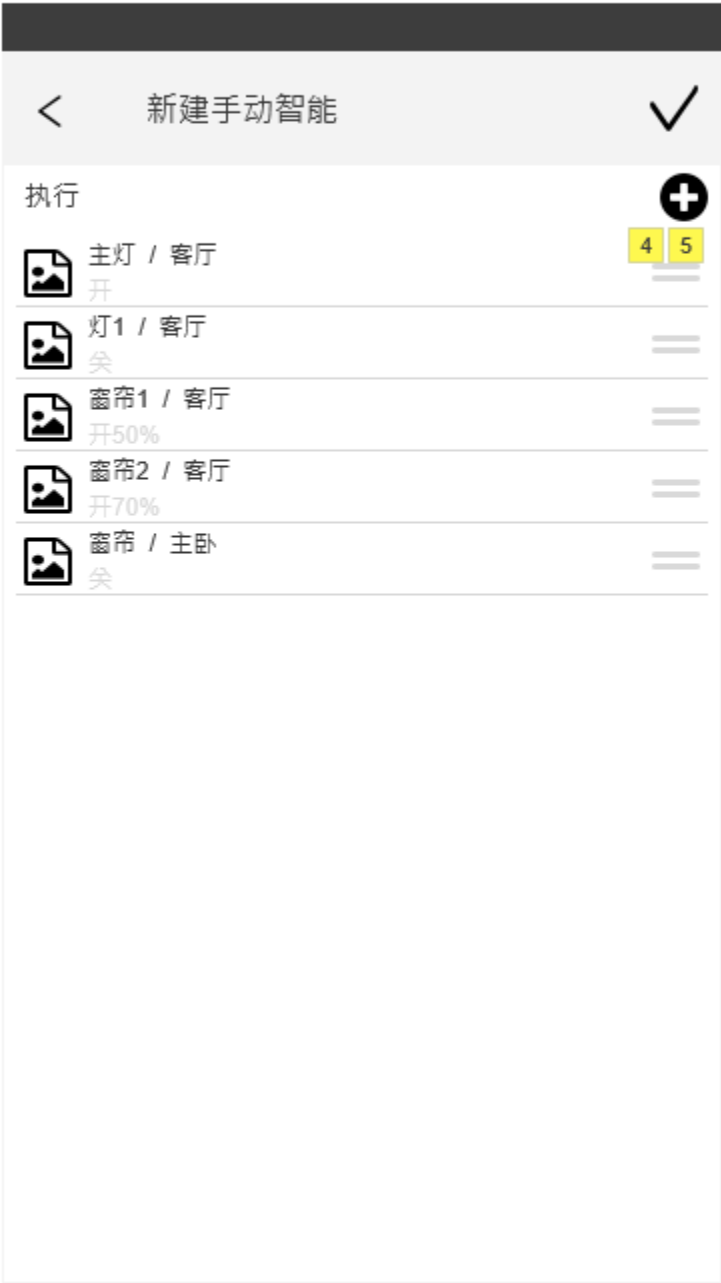 新建手动智能
执行
4 5
主灯 / 客厅
开
灯1 / 客厅
关
窗帘1 / 客厅
开50%
窗帘2 / 客厅
开70%
窗帘 / 主卧
关